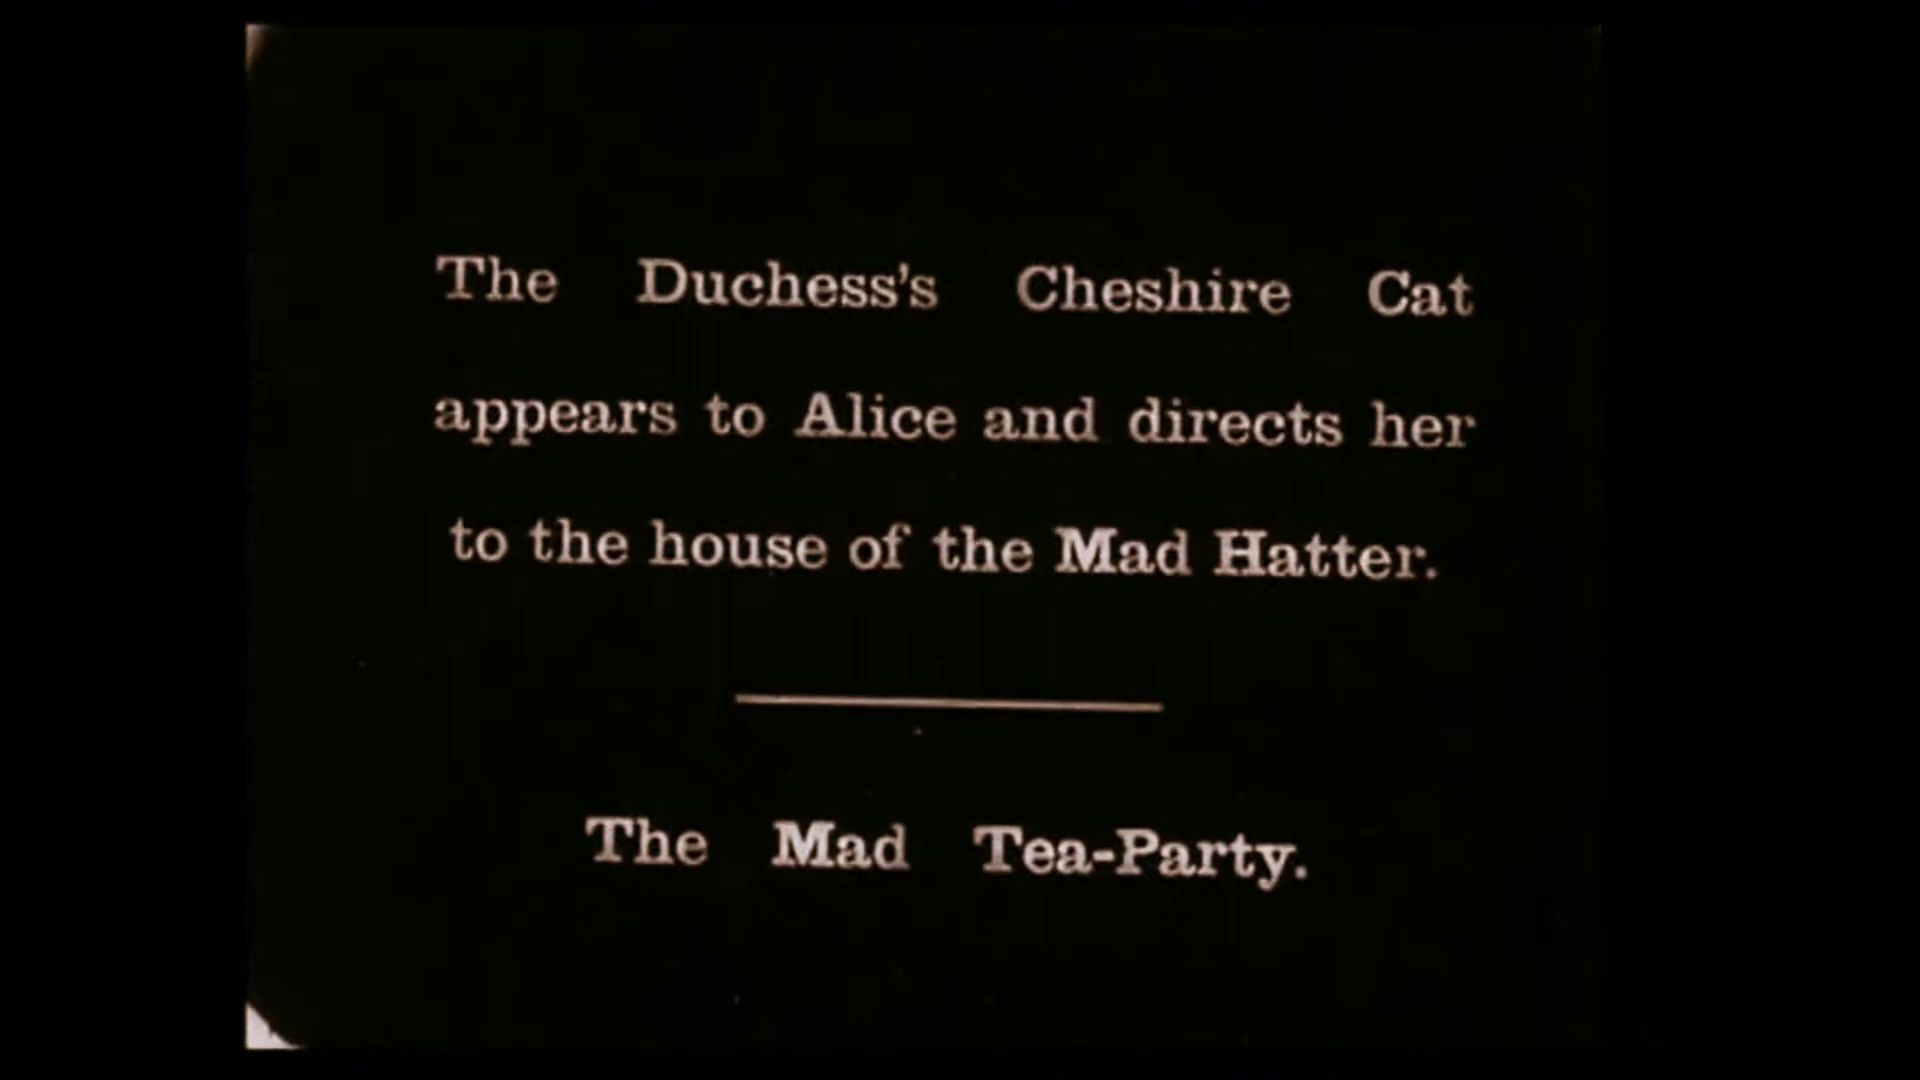 The Duchess's Cheshire Cat
appears to Alice and directs her
to the house of the Mad Hatter.
The Mad Tea-Party.